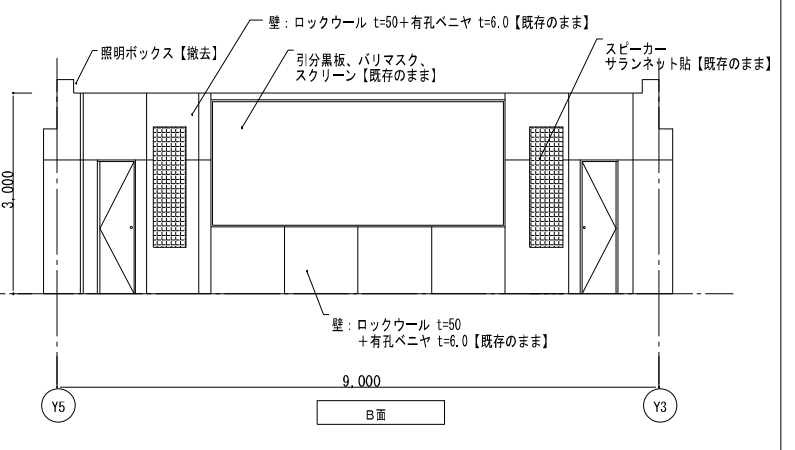 壁：ロックウール t=50＋有孔ベニヤ t=6.0【既存のまま】
照明ボックス【撤去】
引分黒板、バリマスク、
スクリーン【既存のまま】
スピーカー
サランネット貼【既存のまま】
3,000
壁：ロックウール t=50
＋有孔ベニヤ t=6.0【既存のまま】
9,000
Y5
B面
Y3